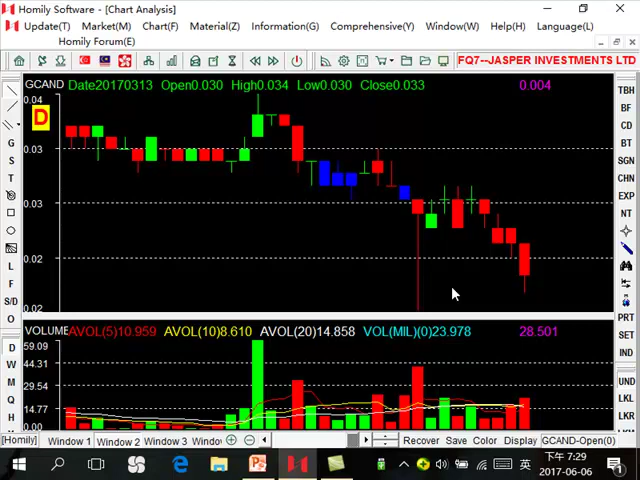 Homily Software - [Chart Analysis]
Update(T) Market(M) Chart(F) Analysis(Z) Information(G) Comprehensive(Y) Window(W) Help(H) Language(L)
Homily Forum(E)
FQ7--JASPER INVESTMENTS LTD
GCAND Date20170313 Open0.030 High0.034 Low0.030 Close0.033 0.004
0.04
D
0.03
0.03
0.02
0.02
VOLUME AVOL(5)10.959 AVOL(10)8.610 AVOL(20)14.858 VOL(MIL)(0)23.978 28.501
59.09
44.31
29.54
14.77
0.00
G
S
T
L
F
S/D
O
D
W
M
Q
H
TBH
BF
CD
BT
SGN
CHN
EXP
NT
PRT
SET
IND
UND
LKL
LKR
[Homily] Window 1 Window 2 Window 3 Recover Save Color Display GCAND-Open(0)
英 下午 7:29
2017-06-06
1